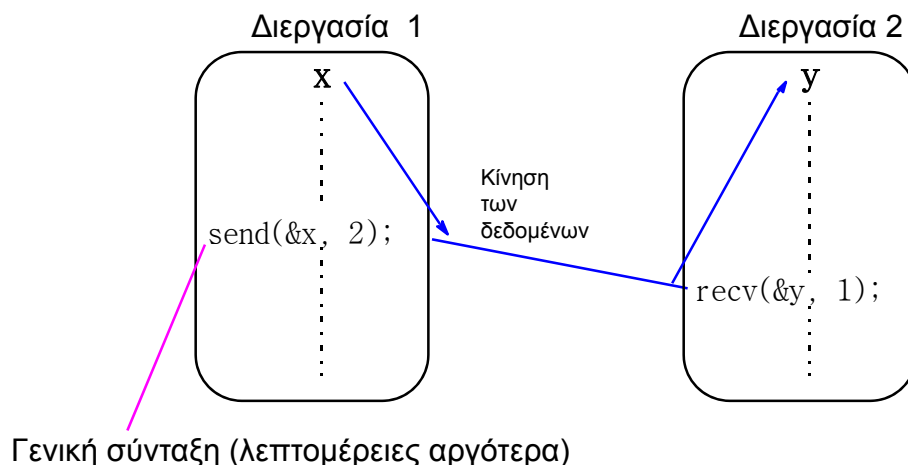 Διεργασία 1
Διεργασία 2
x
y
Κίνηση
των
δεδομένων
send(&x, 2);
recv(&y, 1);
Γενική σύνταξη (λεπτομέρειες αργότερα)